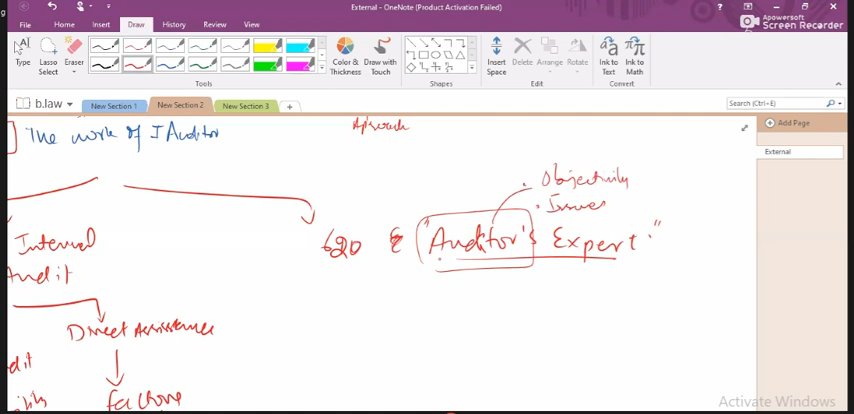 External - OneNote (Product Activation Failed)
Apowersoft
Screen Recorder
File Home Insert Draw History Review View
Type
Lasso
Select
Eraser
Color &
Thickness
Draw with
Touch
Insert
Space
Delete
Arrange
Rotate
Ink to
Text
Ink to
Math
Tools
Shapes
Edit
Convert
b.law
New Section 1
New Section 2
New Section 3
Search (Ctrl+E)
Add Page
External
The work of I Auditor
. Objectivity
. Issues
620 & "Auditor's Expert."
Internal
Audit
Direct Assistance
dit
Factors
Activate Windows